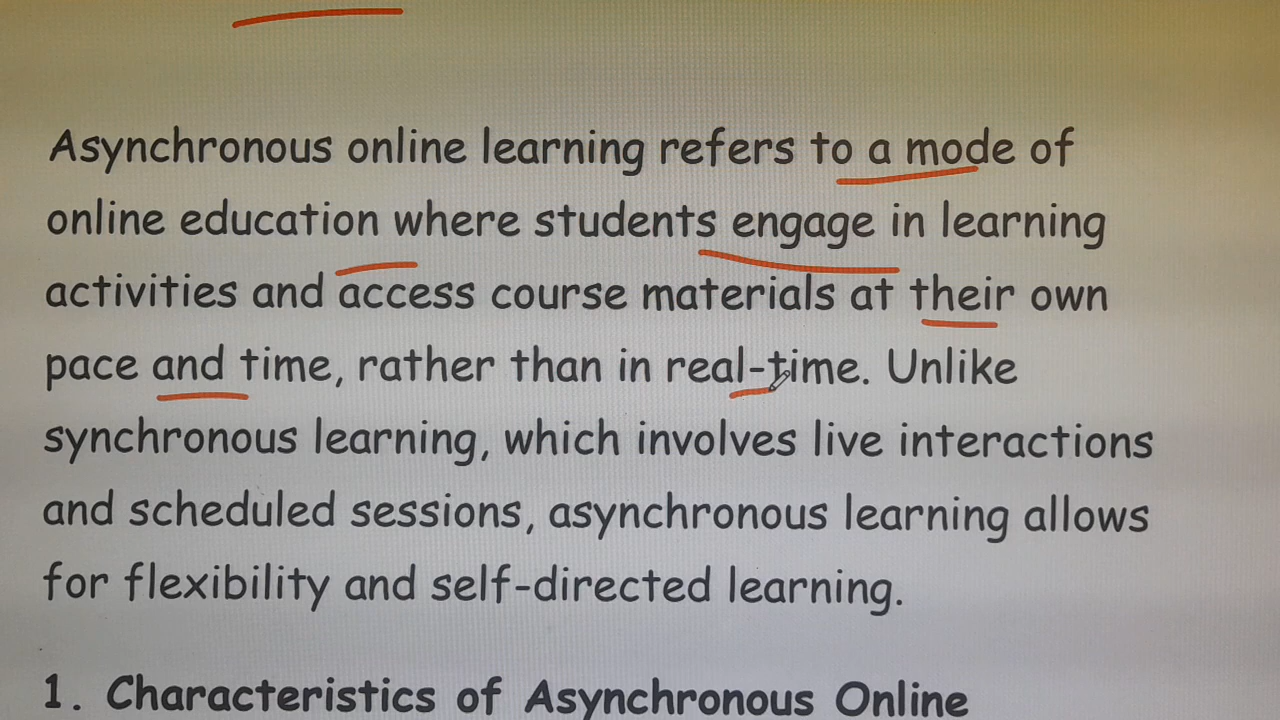 Asynchronous online learning refers to a mode of
online education where students engage in learning
activities and access course materials at their own
pace and time, rather than in real-time. Unlike
synchronous learning, which involves live interactions
and scheduled sessions, asynchronous learning allows
for flexibility and self-directed learning.
1. Characteristics of Asynchronous Online